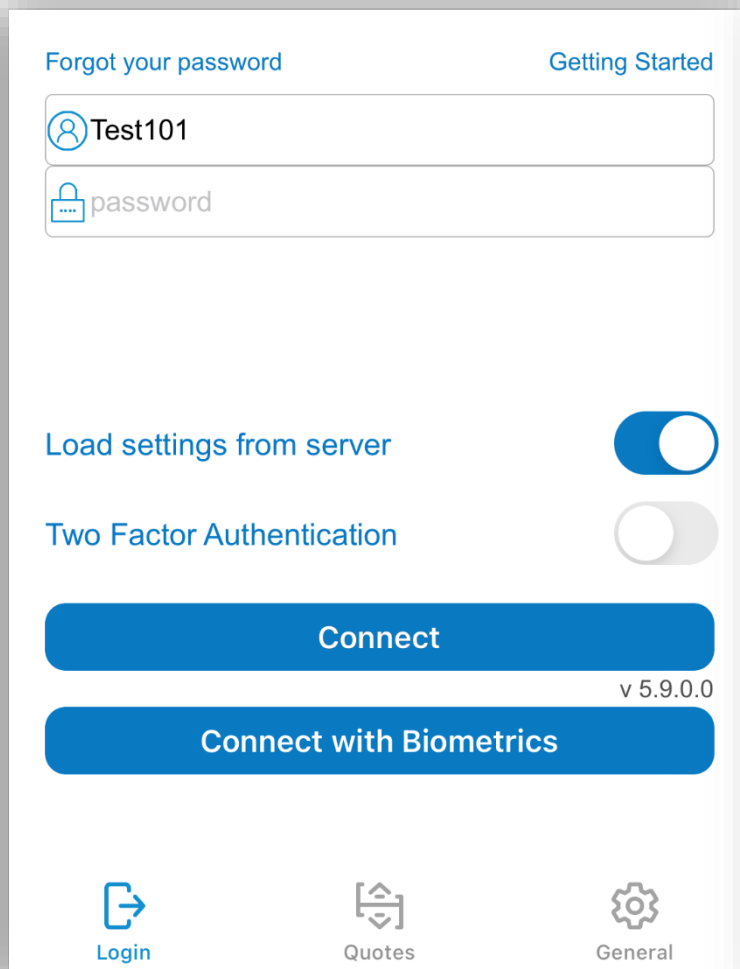 Forgot your password Getting Started
Test101
password
Load settings from server
Two Factor Authentication
Connect
v 5.9.0.0
Connect with Biometrics
Login Quotes General